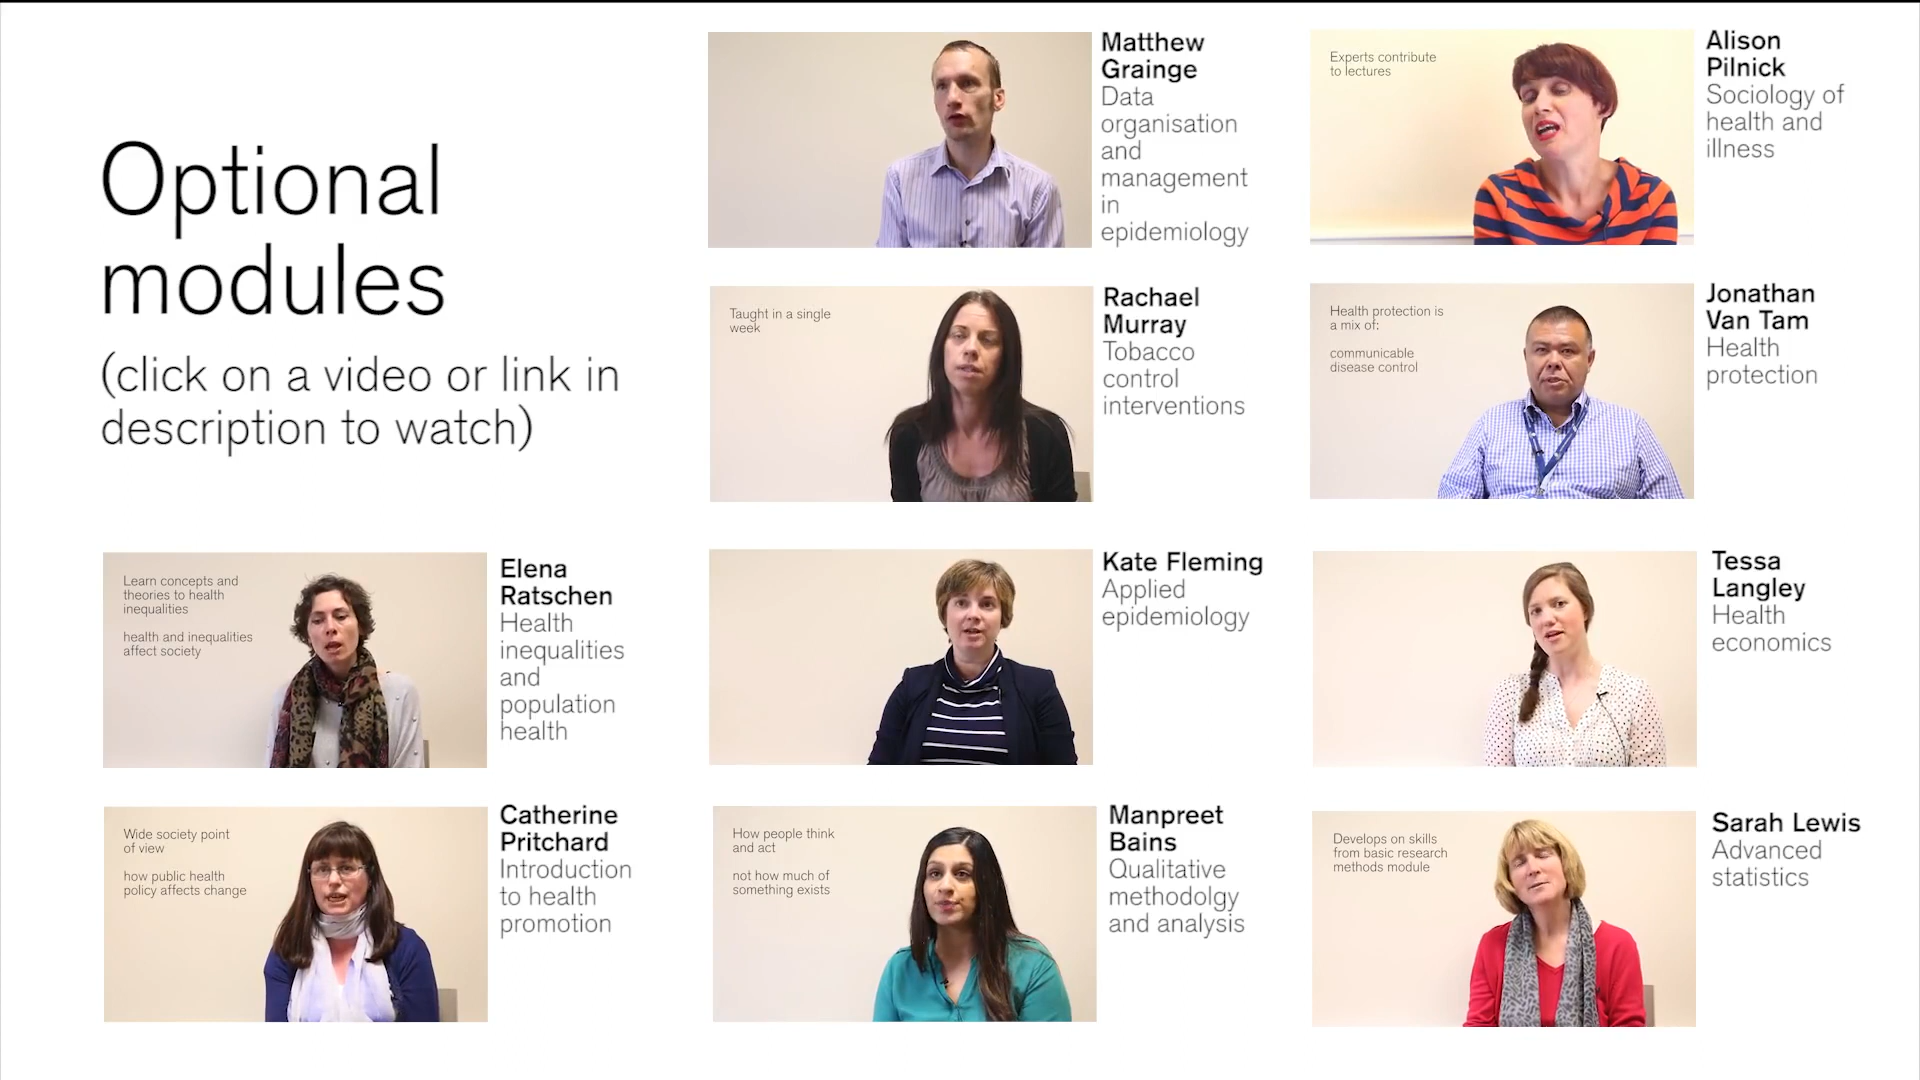 Optional
modules
(click on a video or link in
description to watch)
Matthew
Grainge
Data
organisation
and
management
in
epidemiology
Experts contribute
to lectures
Alison
Pilnick
Sociology of
health and
illness
Taught in a single
week
Rachael
Murray
Tobacco
control
interventions
Health protection is
a mix of:
communicable
disease control
Jonathan
Van Tam
Health
protection
Learn concepts and
theories to health
inequalities
health and inequalities
affect society
Elena
Ratschen
Health
inequalities
and
population
health
Kate Fleming
Applied
epidemiology
Tessa
Langley
Health
economics
Wide society point
of view
how public health
policy affects change
Catherine
Pritchard
Introduction
to health
promotion
How people think
and act
not how much of
something exists
Manpreet
Bains
Qualitative
methodolgy
and analysis
Develops on skills
from basic research
methods module
Sarah Lewis
Advanced
statistics